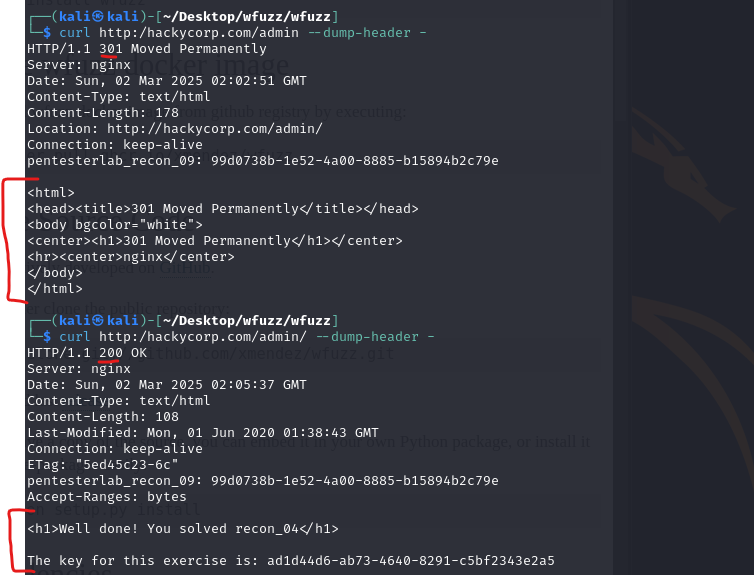 ┌──(kali㉿kali)-[~/Desktop/wfuzz/wfuzz]
└─$ curl http:/hackycorp.com/admin --dump-header -
HTTP/1.1 301 Moved Permanently
Server: nginx
Date: Sun, 02 Mar 2025 02:02:51 GMT
Content-Type: text/html
Content-Length: 178
Location: http://hackycorp.com/admin/
Connection: keep-alive
pentesterlab_recon_09: 99d0738b-1e52-4a00-8885-b15894b2c79e
<html>
<head><title>301 Moved Permanently</title></head>
<body bgcolor="white">
<center><h1>301 Moved Permanently</h1></center>
<hr><center>nginx</center>
</body>
</html>
┌──(kali㉿kali)-[~/Desktop/wfuzz/wfuzz]
└─$ curl http:/hackycorp.com/admin/ --dump-header -
HTTP/1.1 200 OK
Server: nginx
Date: Sun, 02 Mar 2025 02:05:37 GMT
Content-Type: text/html
Content-Length: 108
Last-Modified: Mon, 01 Jun 2020 01:38:43 GMT
Connection: keep-alive
ETag: "5ed45c23-6c"
pentesterlab_recon_09: 99d0738b-1e52-4a00-8885-b15894b2c79e
Accept-Ranges: bytes
<h1>Well done! You solved recon_04</h1>
The key for this exercise is: ad1d44d6-ab73-4640-8291-c5bf2343e2a5